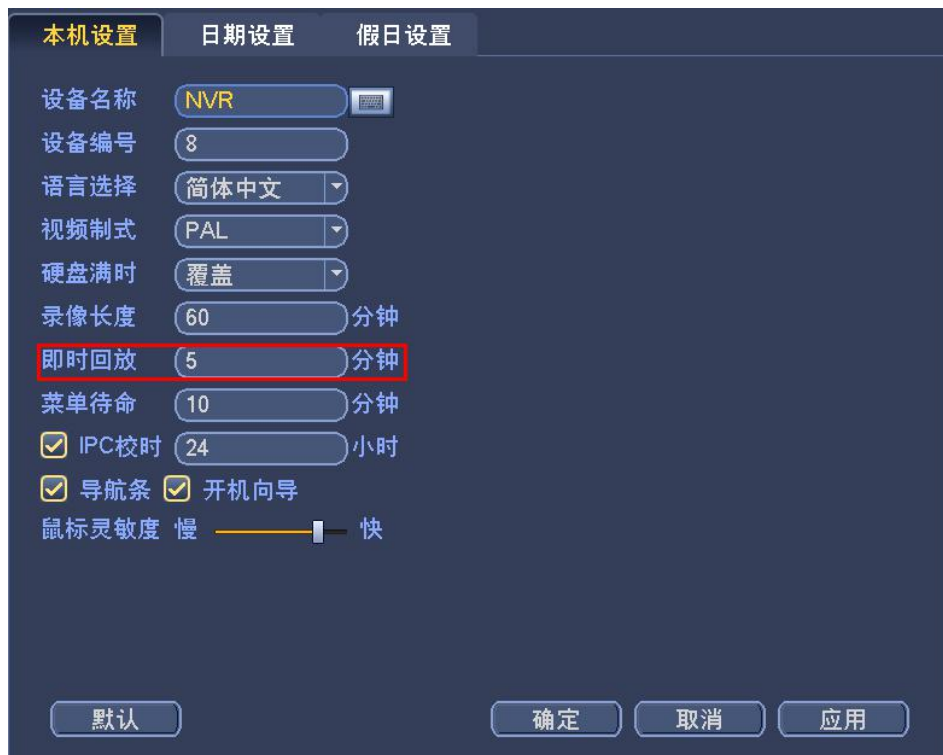 本机设置 日期设置 假日设置
设备名称 NVR
设备编号 8
语言选择 简体中文
视频制式 PAL
硬盘满时 覆盖
录像长度 60 分钟
即时回放 5 分钟
菜单待命 10 分钟
IPC校时 24 小时
导航条 开机向导
鼠标灵敏度 慢 快
默认 确定 取消 应用